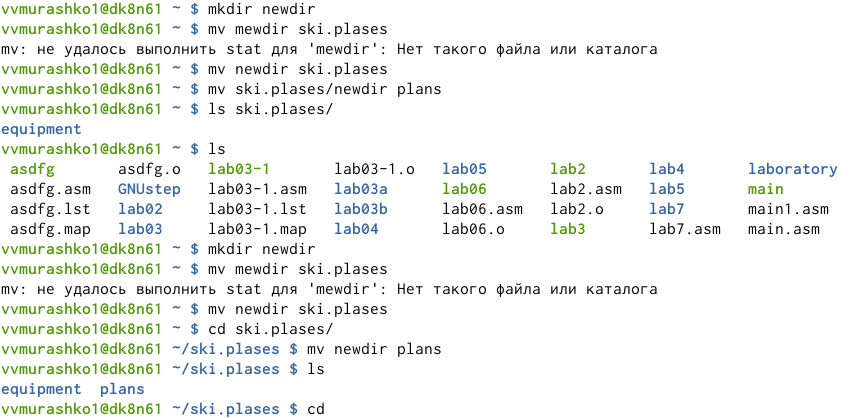 vvmurashko1@dk8n61 ~ $ mkdir newdir
vvmurashko1@dk8n61 ~ $ mv mewdir ski.plases
mv: не удалось выполнить stat для 'mewdir': Нет такого файла или каталога
vvmurashko1@dk8n61 ~ $ mv newdir ski.plases
vvmurashko1@dk8n61 ~ $ mv ski.plases/newdir plans
vvmurashko1@dk8n61 ~ $ ls ski.plases/
equipment
vvmurashko1@dk8n61 ~ $ ls
asdfg asdfg.o lab03-1 lab03-1.o lab05 lab2 lab4 laboratory
asdfg.asm GNUstep lab03-1.asm lab03a lab06 lab2.asm lab5 main
asdfg.lst lab02 lab03-1.lst lab03b lab06.asm lab2.o lab7 main1.asm
asdfg.map lab03 lab03-1.map lab04 lab06.o lab3 lab7.asm main.asm
vvmurashko1@dk8n61 ~ $ mkdir newdir
vvmurashko1@dk8n61 ~ $ mv mewdir ski.plases
mv: не удалось выполнить stat для 'mewdir': Нет такого файла или каталога
vvmurashko1@dk8n61 ~ $ mv newdir ski.plases
vvmurashko1@dk8n61 ~ $ cd ski.plases/
vvmurashko1@dk8n61 ~/ski.plases $ mv newdir plans
vvmurashko1@dk8n61 ~/ski.plases $ ls
equipment plans
vvmurashko1@dk8n61 ~/ski.plases $ cd